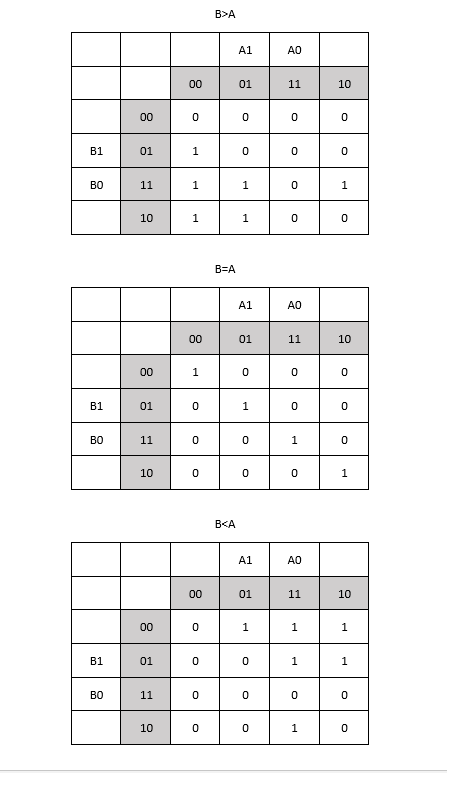 B>A
A1 A0
00 01 11 10
00 0 0 0 0
B1 01 1 0 0 0
B0 11 1 1 0 1
10 1 1 0 0
B=A
A1 A0
00 01 11 10
00 1 0 0 0
B1 01 0 1 0 0
B0 11 0 0 1 0
10 0 0 0 1
B<A
A1 A0
00 01 11 10
00 0 1 1 1
B1 01 0 0 1 1
B0 11 0 0 0 0
10 0 0 1 0